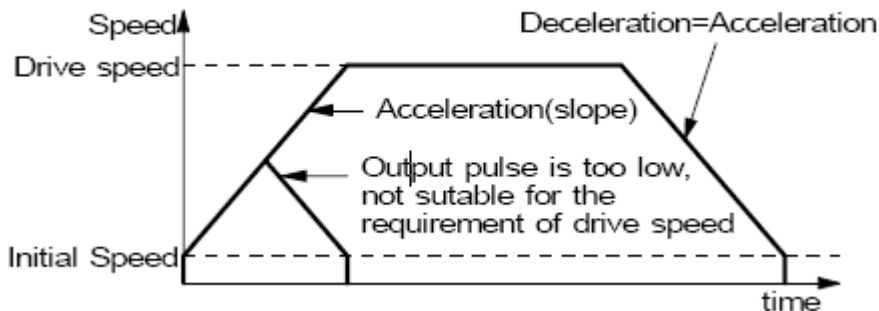 Speed
Deceleration=Acceleration
Drive speed
Acceleration(slope)
Output pulse is too low,
not sutable for the
requirement of drive speed
Initial Speed
time